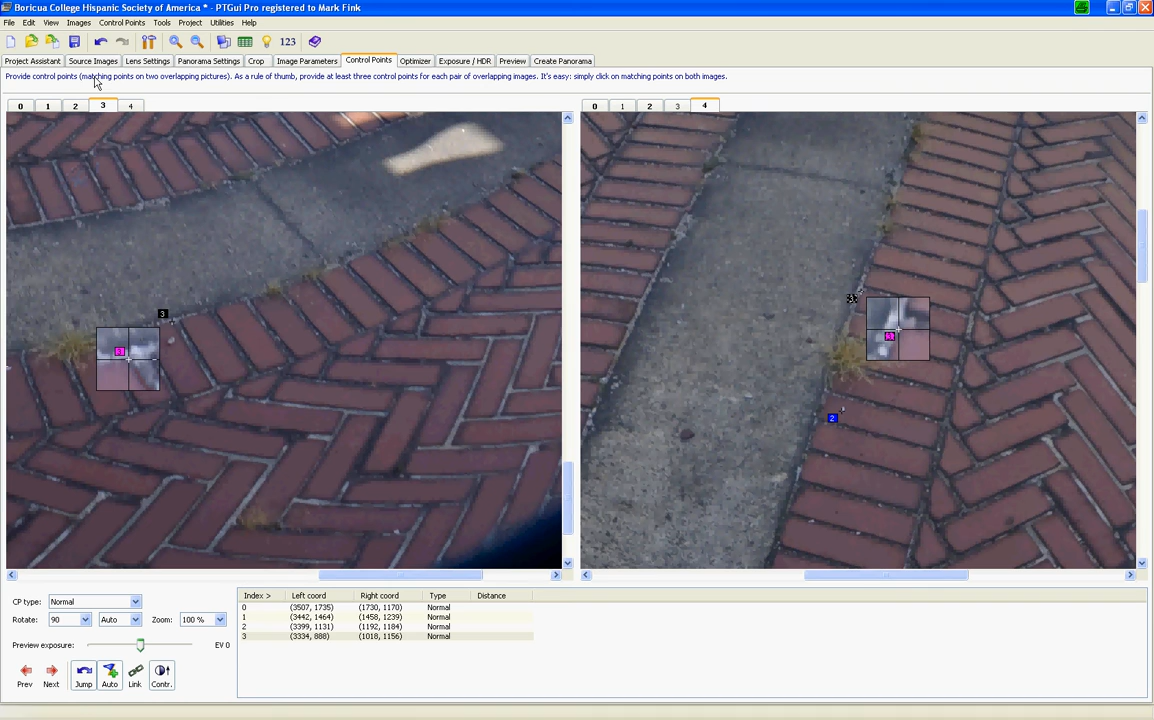 Boricua College Hispanic Society of America * - PTGui Pro registered to Mark Fink
File Edit View Images Control Points Tools Project Utilities Help
123
Project Assistant Source Images Lens Settings Panorama Settings Crop Image Parameters Control Points Optimizer Exposure / HDR Preview Create Panorama
Provide control points (matching points on two overlapping pictures). As a rule of thumb, provide at least three control points for each pair of overlapping images. It's easy: simply click on matching points on both images.
0 1 2 3 4 0 1 2 3 4
3
3
3
2
CP type: Normal
Rotate: 90 Auto Zoom: 100 %
Preview exposure: EV 0
Prev Next Jump Auto Link Contr.
Index > Left coord Right coord Type Distance
0 (3507, 1735) (1730, 1170) Normal
1 (3442, 1464) (1458, 1239) Normal
2 (3399, 1131) (1192, 1184) Normal
3 (3334, 888) (1018, 1156) Normal